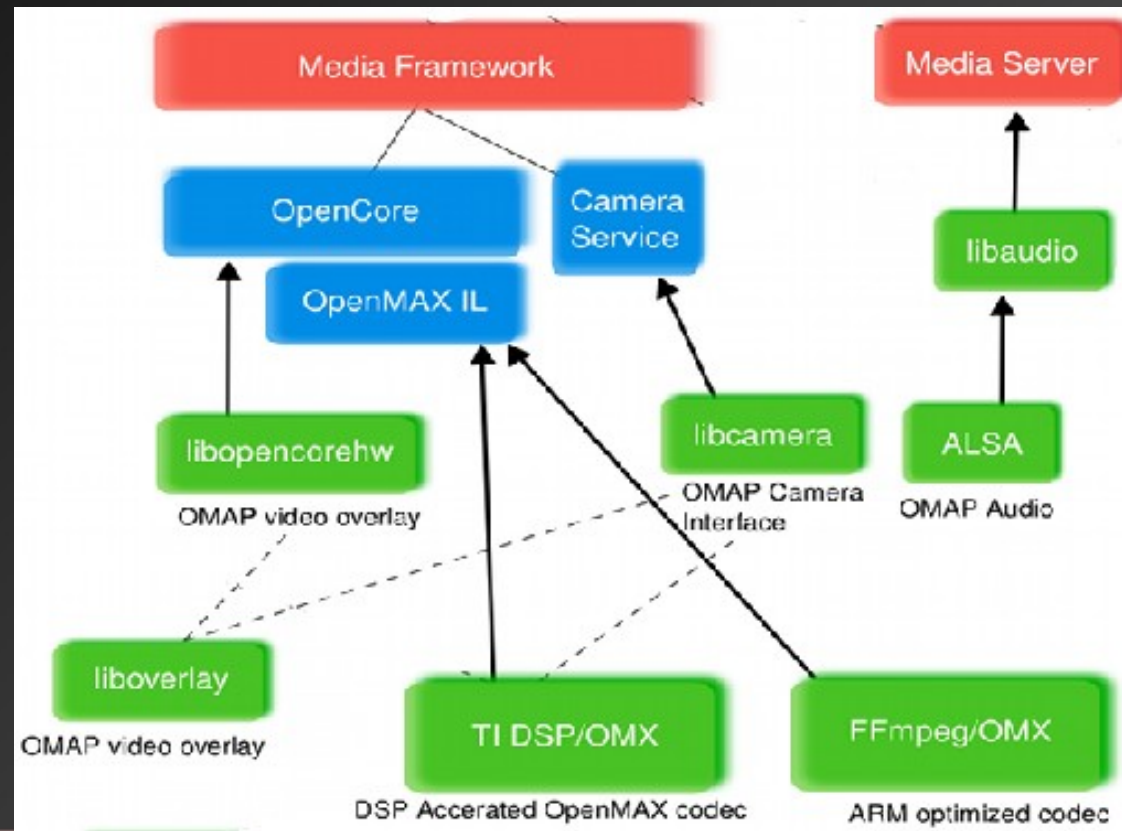 Media Framework
Media Server
OpenCore
Camera
Service
libaudio
OpenMAX IL
libopencorehw
libcamera
ALSA
OMAP video overlay
OMAP Camera
Interface
OMAP Audio
liboverlay
OMAP video overlay
TI DSP/OMX
FFmpeg/OMX
DSP Accerated OpenMAX codec
ARM optimized codec